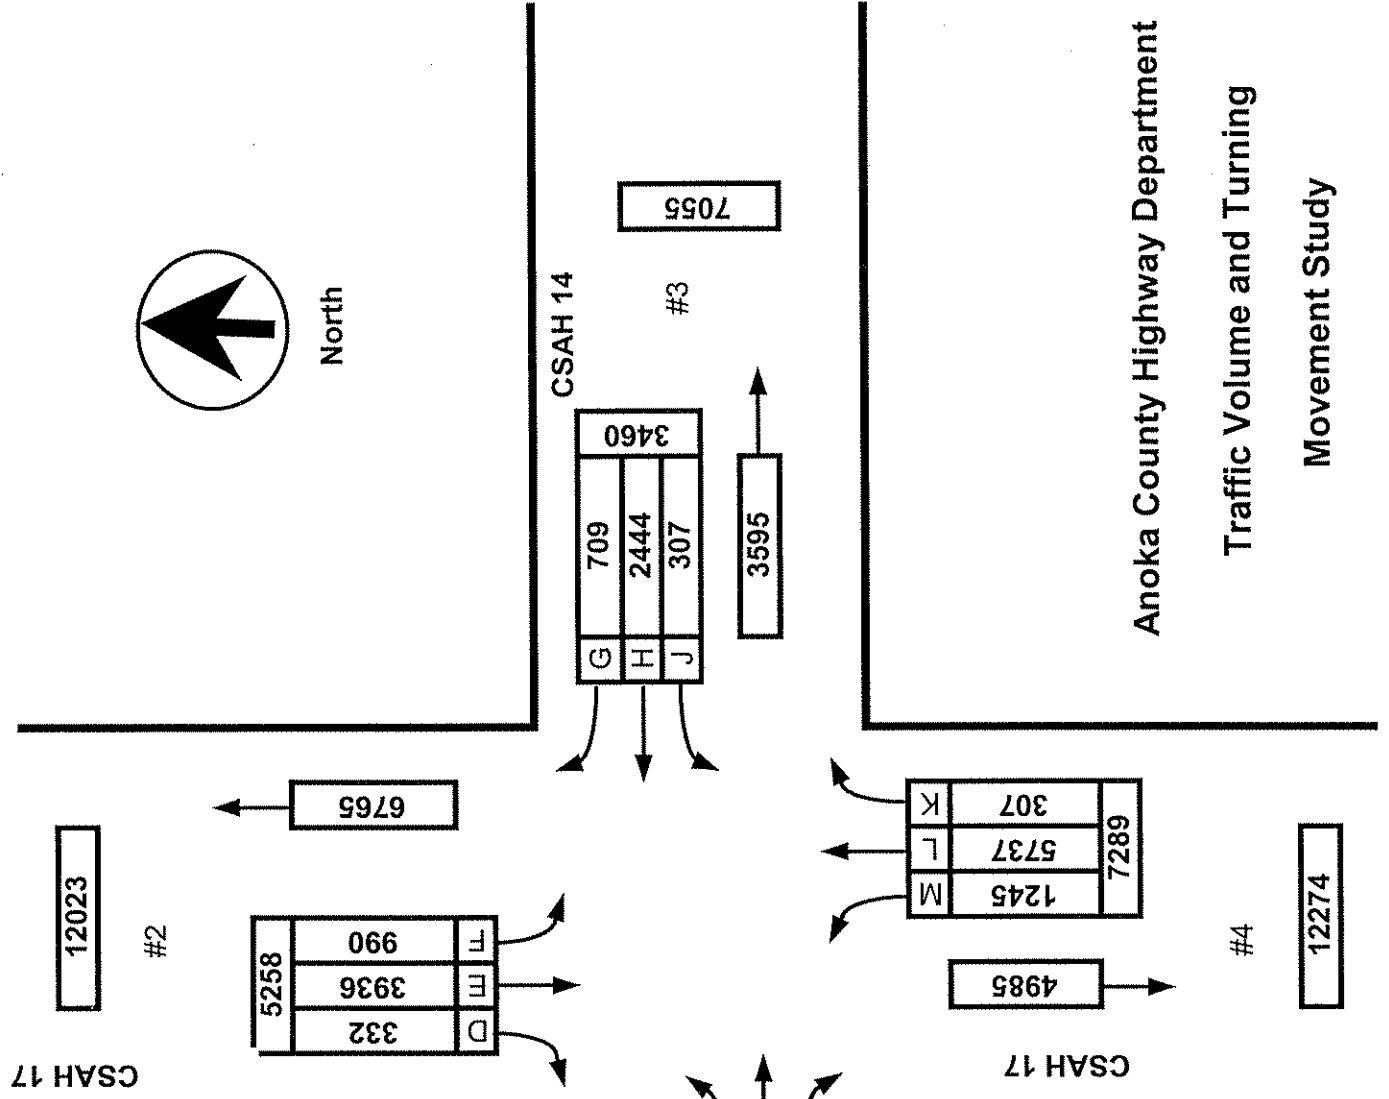 CSAH 17
12023
#2
5258
332
3936
990
D
E
F
6765
North
CSAH 14
#3
7055
G 709
H 2444
J 307
3460
3595
K 307
L 5737
M 1245
7289
4985
#4
12274
CSAH 17
Anoka County Highway Department
Traffic Volume and Turning
Movement Study